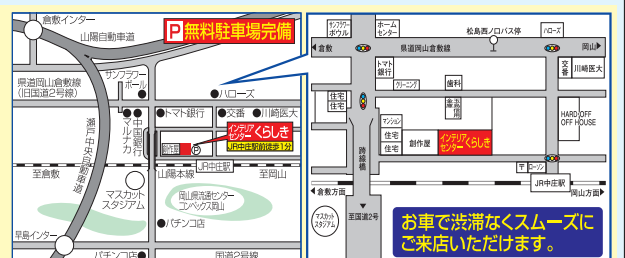 倉敷インター
山陽自動車道
P無料駐車場完備
県道岡山倉敷線
(旧国道2号線)
サンフラワー
ボール
ハローズ
トマト銀行
交番
川崎医大
中国銀行
マルナカ
瀬戸中央自動車道
創作屋
P
インテリア
センター
くらしき
JR中庄駅前徒歩1分
JR中庄駅
至倉敷
山陽本線
至岡山
マスカット
スタジアム
岡山県流通センター
コンベックス岡山
パチンコ店
早島インター
パチンコ店
国道2号線
サンフラワー
ボウル
ホーム
センター
松島西ノ口バス停
ハローズ
倉敷
県道岡山倉敷線
岡山
トマト
銀行
クリーニング
歯科
交番
川崎医大
住宅
住宅
マンション
住宅
住宅
創作屋
インテリア
センター
くらしき
HARD・OFF
OFF HOUSE
跨線橋
〒
ローソン
JR中庄駅
倉敷方面
岡山方面
マスカット
スタジアム
至国道2号
お車で渋滞なくスムーズに
ご来店いただけます。